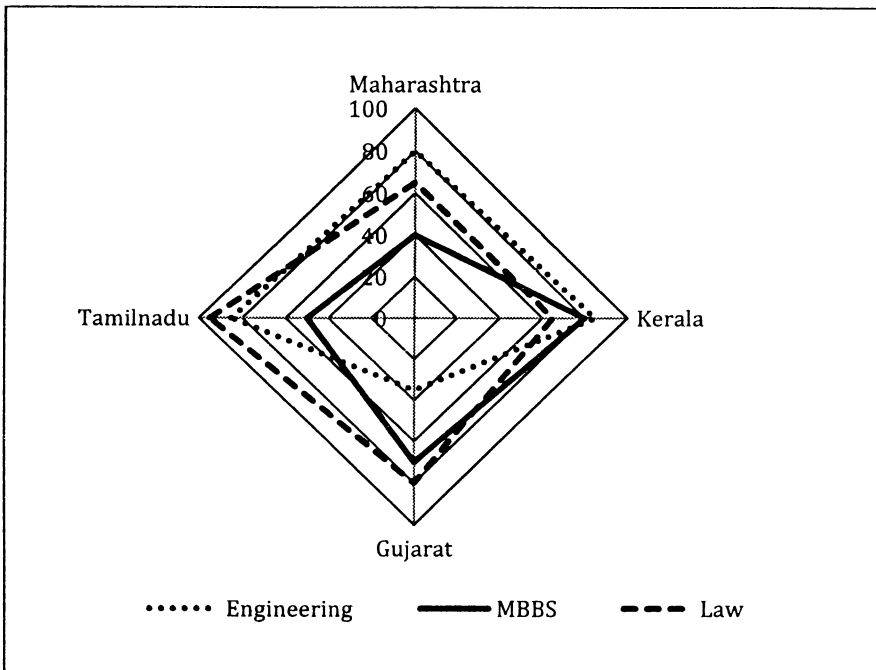 Maharashtra
100
80
60
40
20
0
Tamilnadu
Kerala
Gujarat
Engineering MBBS Law